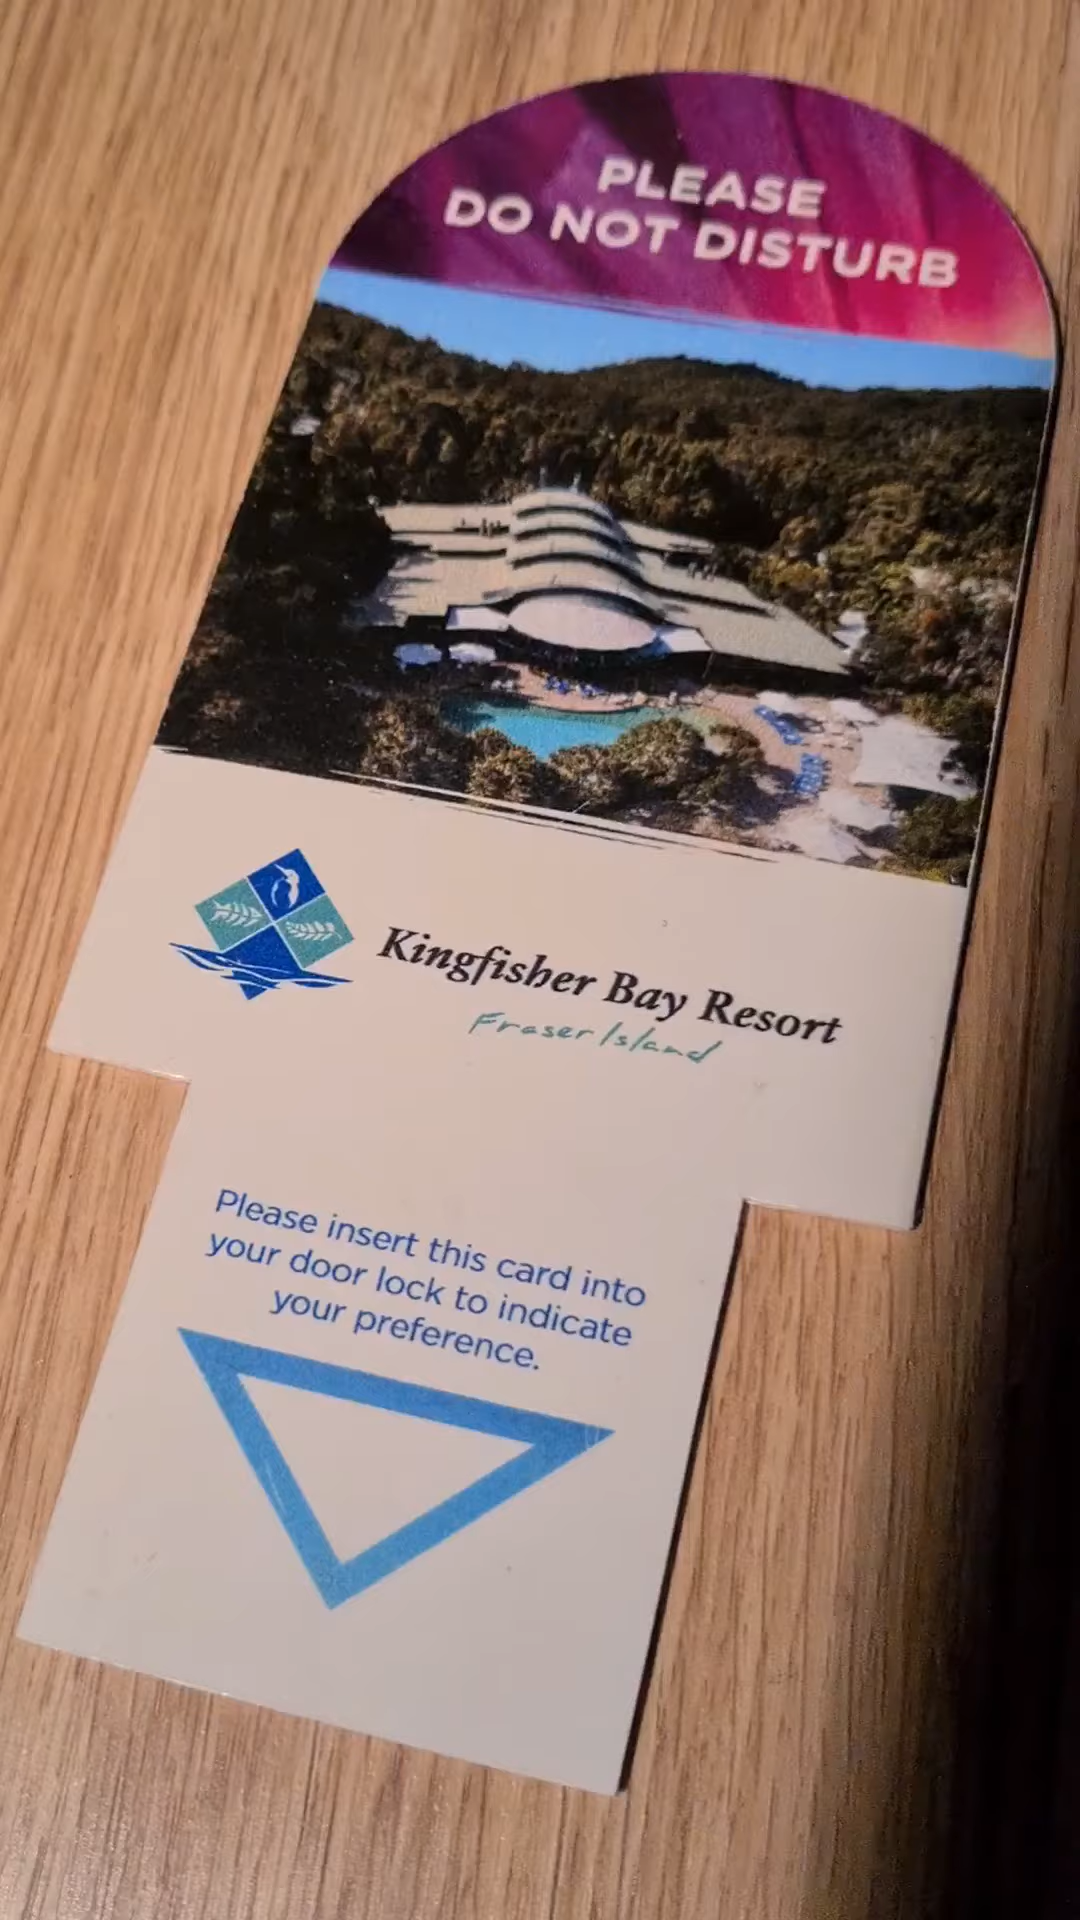 PLEASE
DO NOT DISTURB
Kingfisher Bay Resort
Fraser Island
Please insert this card into
your door lock to indicate
your preference.